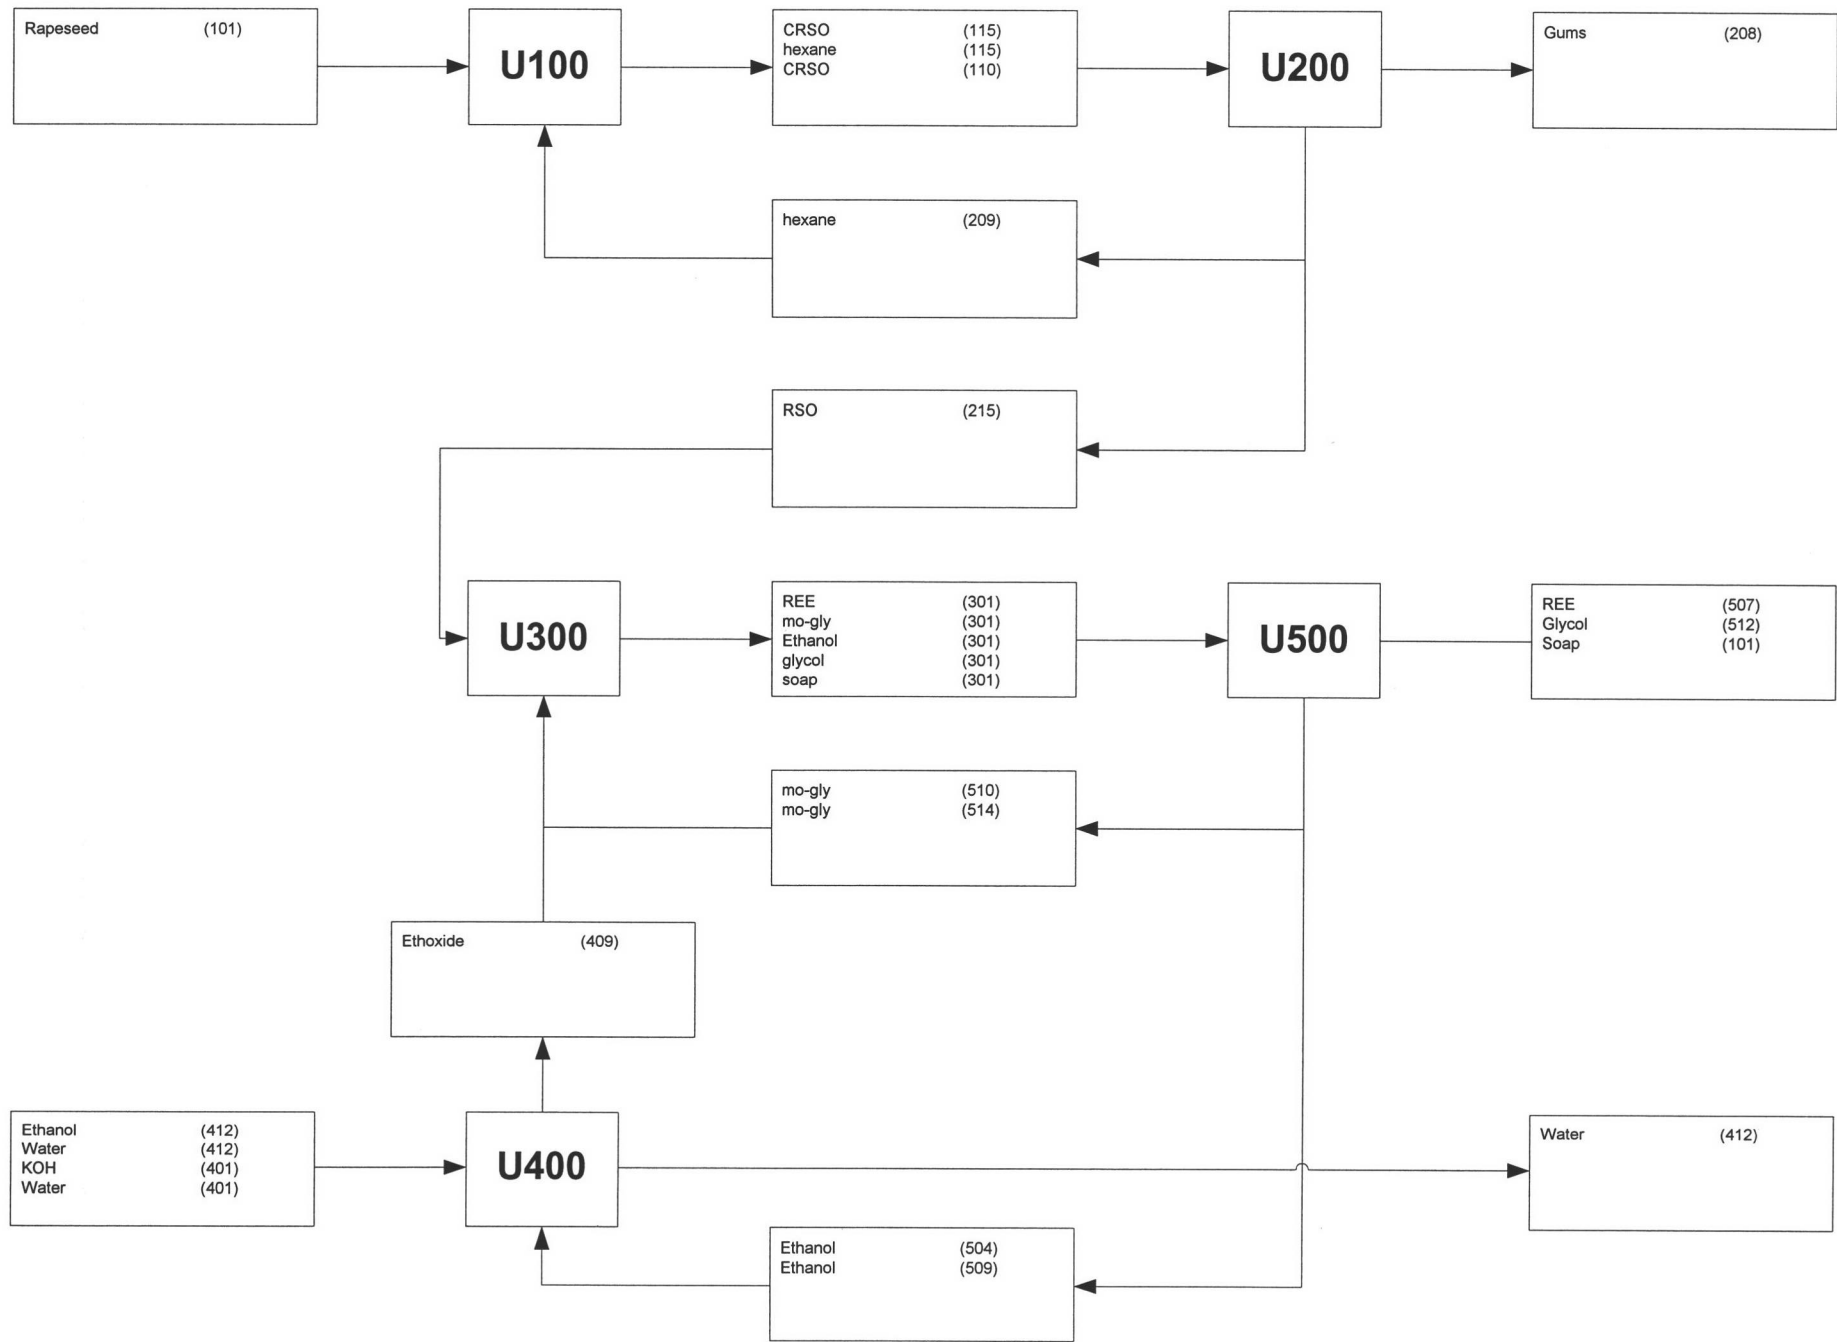 Rapeseed (101)
U100
CRSO (115)
hexane (115)
CRSO (110)
U200
Gums (208)
hexane (209)
RSO (215)
U300
REE (301)
mo-gly (301)
Ethanol (301)
glycol (301)
soap (301)
U500
REE (507)
Glycol (512)
Soap (101)
mo-gly (510)
mo-gly (514)
Ethoxide (409)
Ethanol (412)
Water (412)
KOH (401)
Water (401)
U400
Water (412)
Ethanol (504)
Ethanol (509)